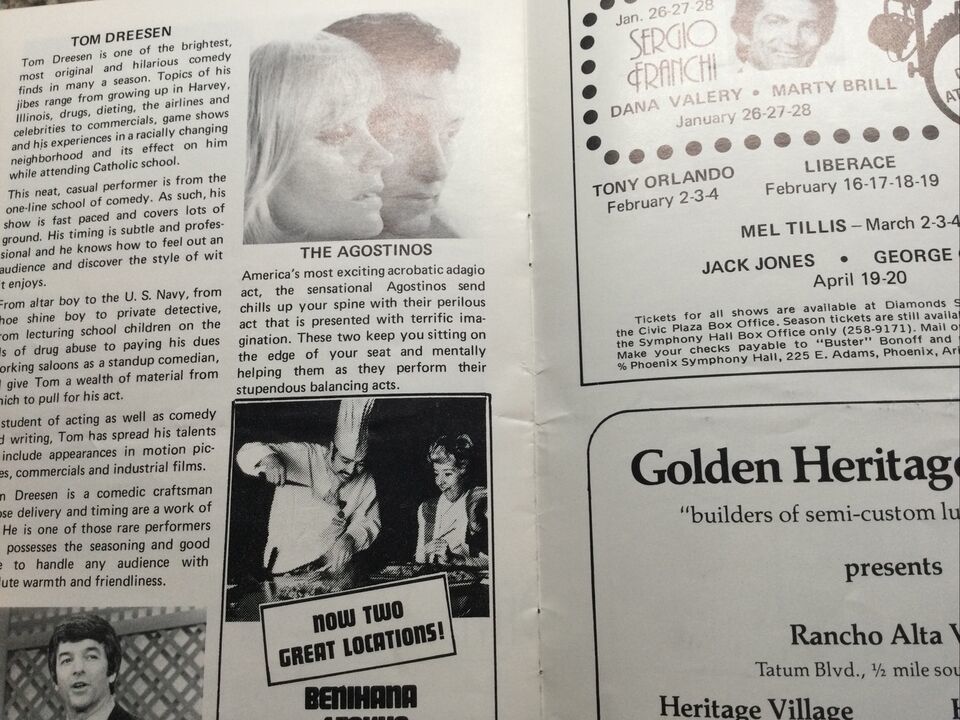 TOM DREESEN
Tom Dreesen is one of the brightest,
most original and hilarious comedy
finds in many a season. Topics of his
jibes range from growing up in Harvey,
Illinois, drugs, dieting, the airlines and
celebrities to commercials, game shows
and his experiences in a racially changing
neighborhood and its effect on him
while attending Catholic school.
This neat, casual performer is from the
one-line school of comedy. As such, his
show is fast paced and covers lots of
ground. His timing is subtle and profes-
sional and he knows how to feel out an
audience and discover the style of wit
it enjoys.
From altar boy to the U. S. Navy, from
shoe shine boy to private detective,
from lecturing school children on the
of drug abuse to paying his dues
working saloons as a standup comedian,
give Tom a wealth of material from
which to pull for his act.
student of acting as well as comedy
writing, Tom has spread his talents
include appearances in motion pic-
commercials and industrial films.
Dreesen is a comedic craftsman
delivery and timing are a work of
He is one of those rare performers
possesses the seasoning and good
to handle any audience with
warmth and friendliness.
THE AGOSTINOS
America's most exciting acrobatic adagio
act, the sensational Agostinos send
chills up your spine with their perilous
act that is presented with terrific ima-
gination. These two keep you sitting on
the edge of your seat and mentally
helping them as they perform their
stupendous balancing acts.
NOW TWO
GREAT LOCATIONS!
BENIHANA
Jan. 26-27-28
SERGIO
FRANCHI
DANA VALERY • MARTY BRILL
January 26-27-28
TONY ORLANDO
February 2-3-4
LIBERACE
February 16-17-18-19
MEL TILLIS – March 2-3-4
JACK JONES • GEORGE
April 19-20
Tickets for all shows are available at Diamonds
the Civic Plaza Box Office. Season tickets are still
the Symphony Hall Box Office only (258-9171). Mail
Make your checks payable to "Buster" Bonoff and
% Phoenix Symphony Hall, 225 E. Adams, Phoenix,
Golden Heritage
"builders of semi-custom
presents
Rancho Alta
Tatum Blvd., ½ mile
Heritage Village